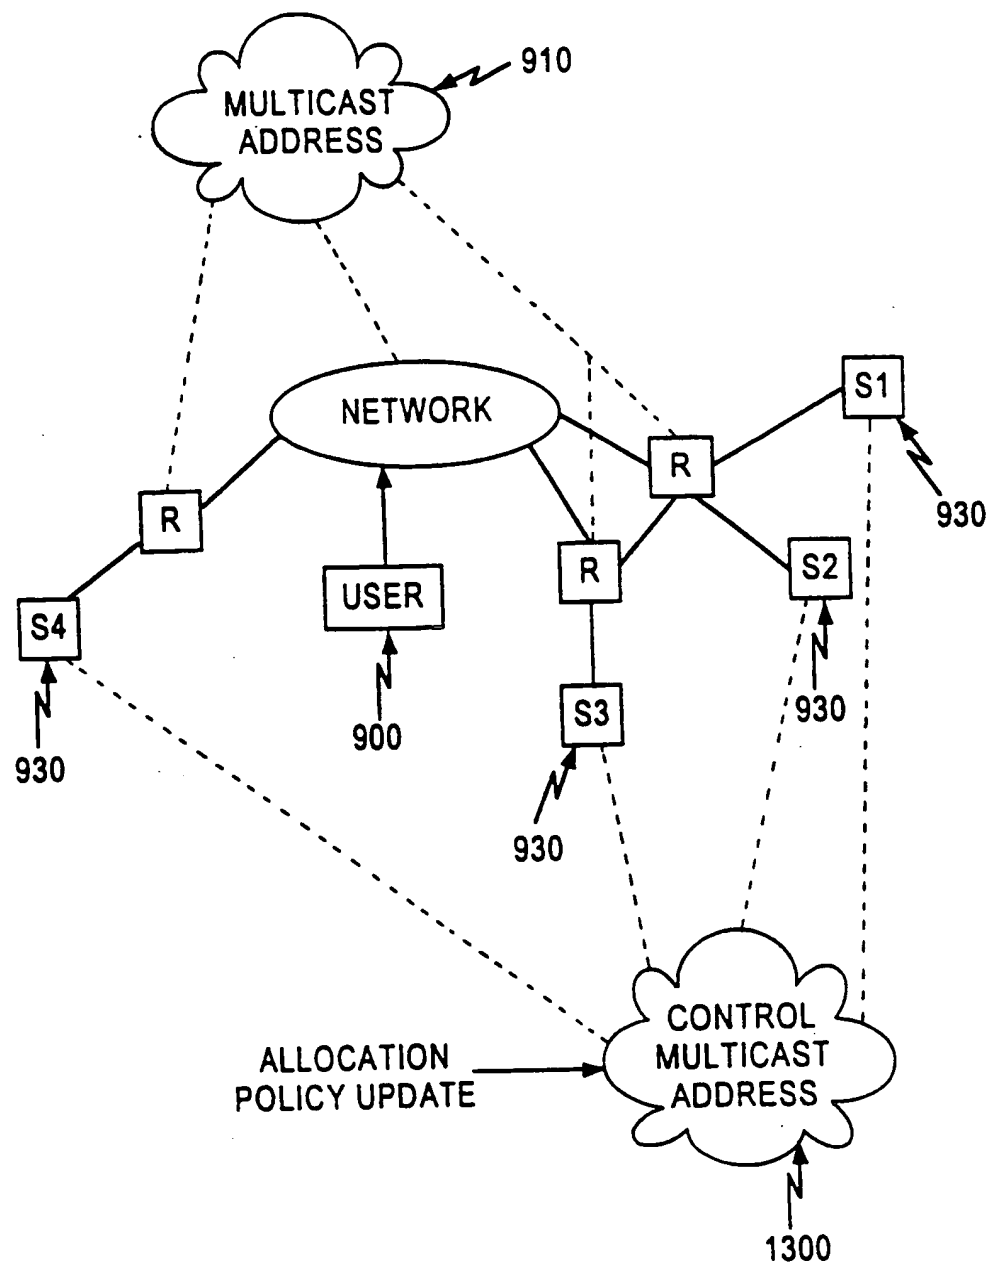 910
MULTICAST
ADDRESS
S1
NETWORK
R
930
R
R
S2
USER
S4
S3
930
900
930
930
CONTROL
MULTICAST
ADDRESS
ALLOCATION
POLICY UPDATE
1300